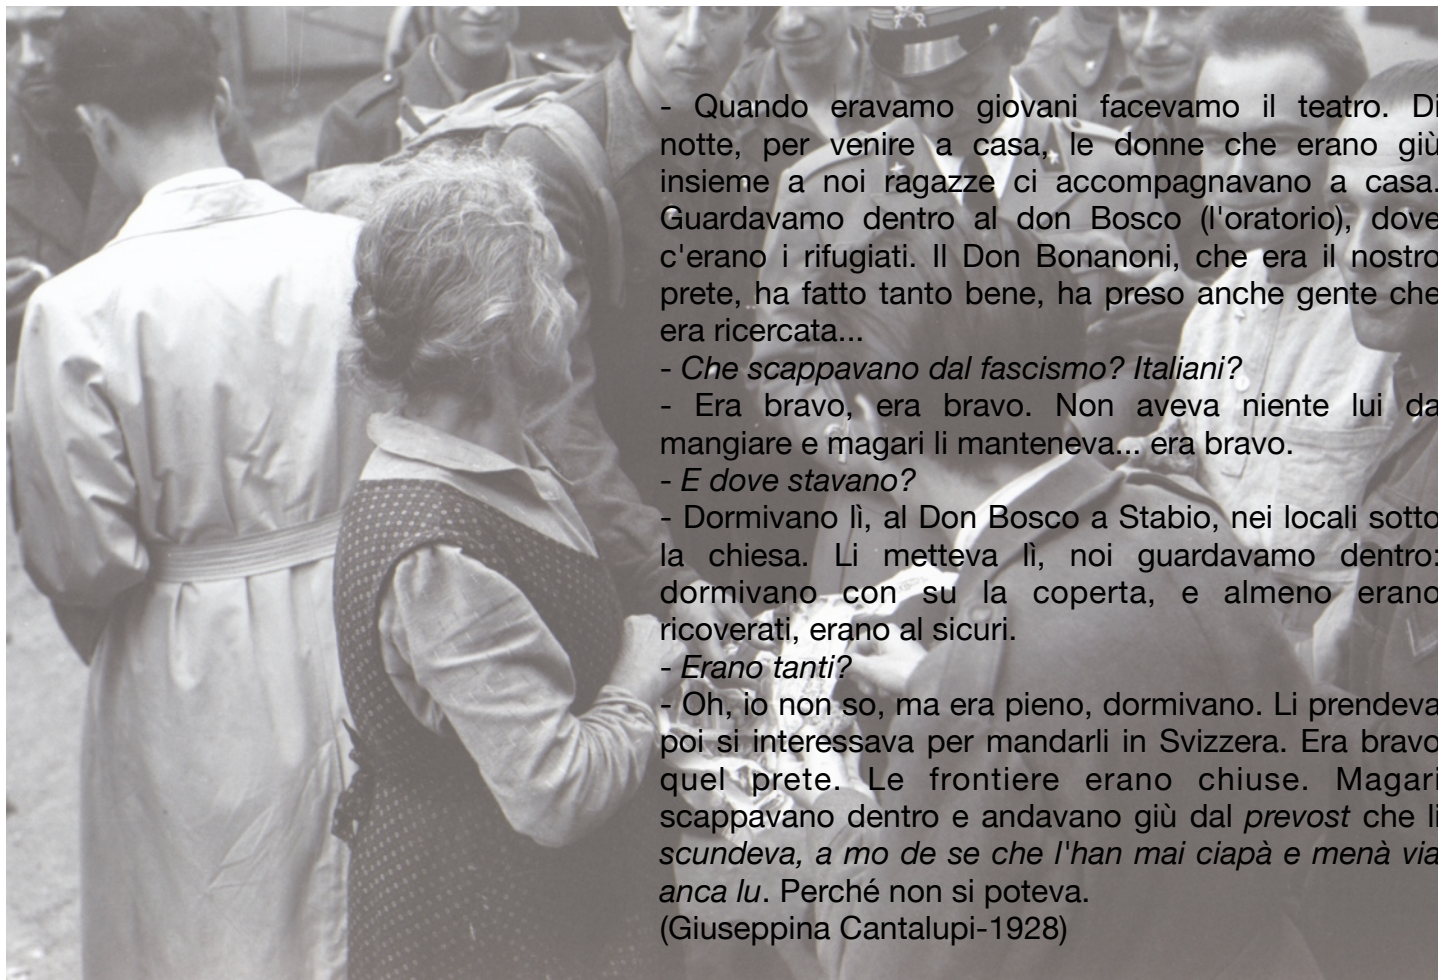 - Quando eravamo giovani facevamo il teatro. Di
notte, per venire a casa, le donne che erano giù
insieme a noi ragazze ci accompagnavano a casa.
Guardavamo dentro al don Bosco (l'oratorio), dove
c'erano i rifugiati. Il Don Bonanoni, che era il nostro
prete, ha fatto tanto bene, ha preso anche gente che
era ricercata...
- Che scappavano dal fascismo? Italiani?
- Era bravo, era bravo. Non aveva niente lui da
mangiare e magari li manteneva... era bravo.
- E dove stavano?
- Dormivano lì, al Don Bosco a Stabio, nei locali sotto
la chiesa. Li metteva lì, noi guardavamo dentro:
dormivano con su la coperta, e almeno erano
ricoverati, erano al sicuri.
- Erano tanti?
- Oh, io non so, ma era pieno, dormivano. Li prendeva
poi si interessava per mandarli in Svizzera. Era bravo
quel prete. Le frontiere erano chiuse. Magari
scappavano dentro e andavano giù dal prevost che li
scundeva, a mo de se che l'han mai ciapà e menà via
anca lu. Perché non si poteva.
(Giuseppina Cantalupi-1928)